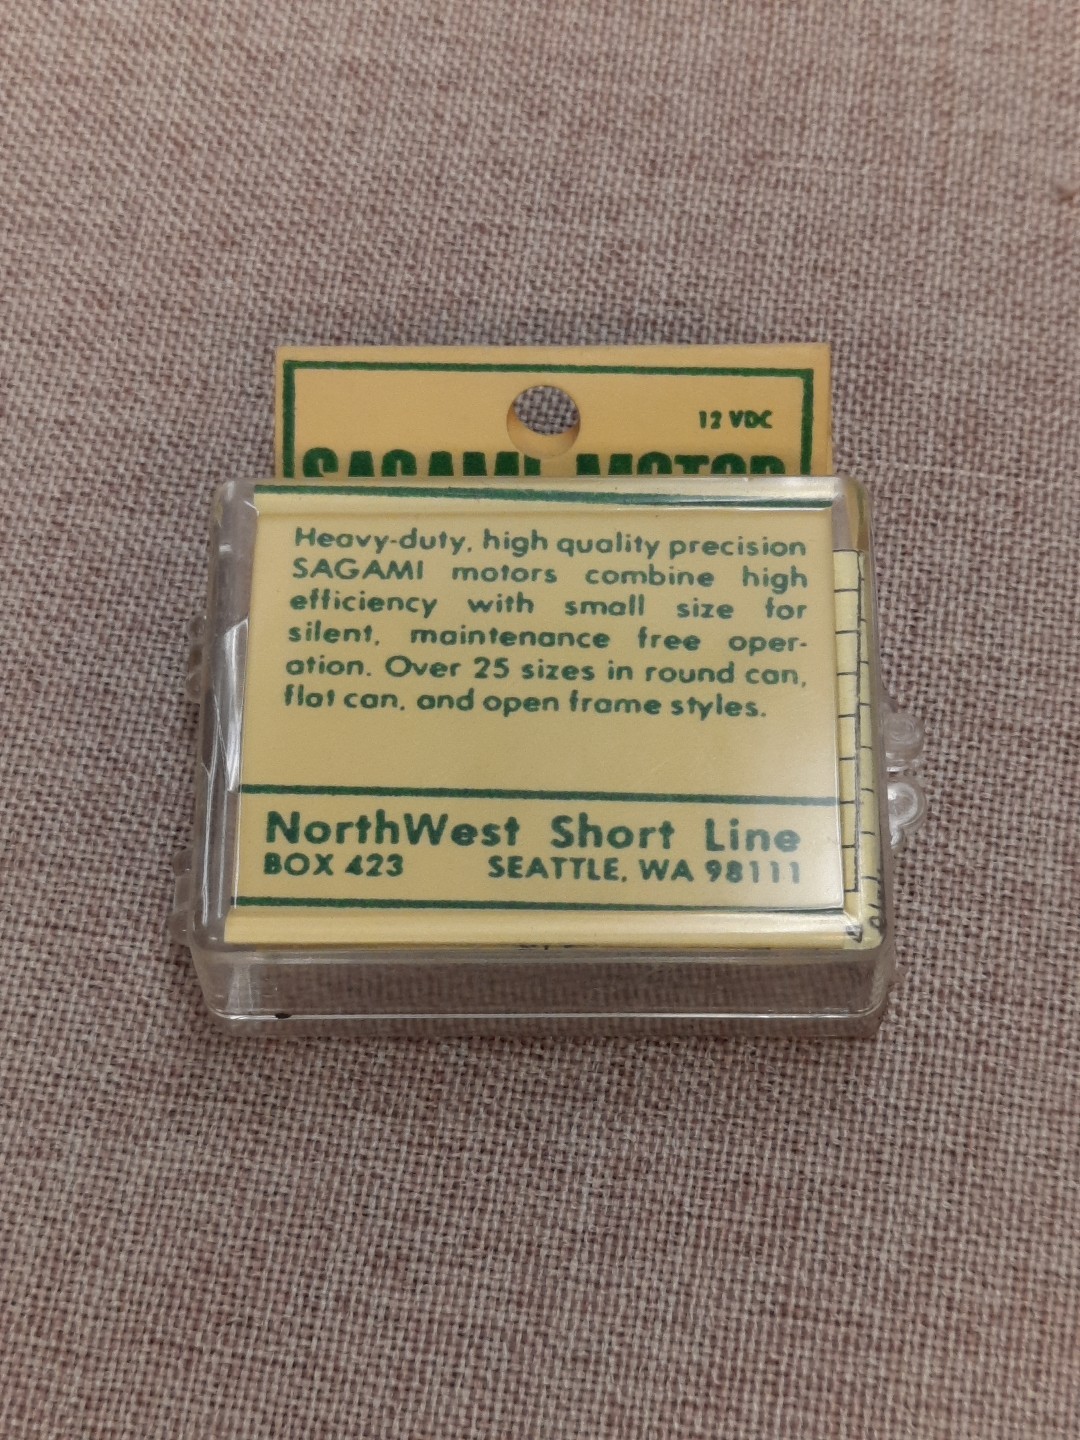 12 VDC
SAGAMI MOTOR
Heavy-duty, high quality precision
SAGAMI motors combine high
efficiency with small size for
silent, maintenance free oper-
ation. Over 25 sizes in round can,
flat can, and open frame styles.
NorthWest Short Line
BOX 423 SEATTLE, WA 98111